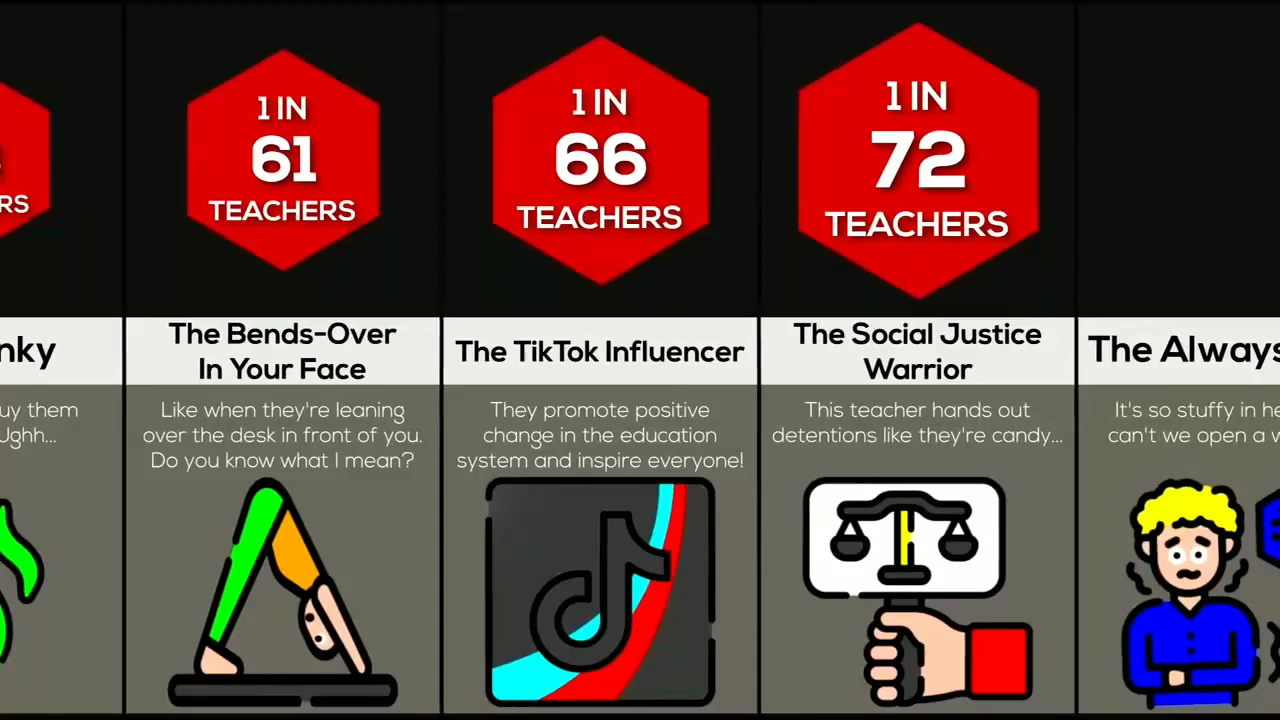 RS
nky
uy them
Ughh...
1 IN
61
TEACHERS
The Bends-Over
In Your Face
Like when they're leaning
over the desk in front of you.
Do you know what I mean?
1 IN
66
TEACHERS
The TikTok Influencer
They promote positive
change in the education
system and inspire everyone!
1 IN
72
TEACHERS
The Social Justice
Warrior
This teacher hands out
detentions like they're candy...
The Always
It's so stuffy in he
can't we open a w